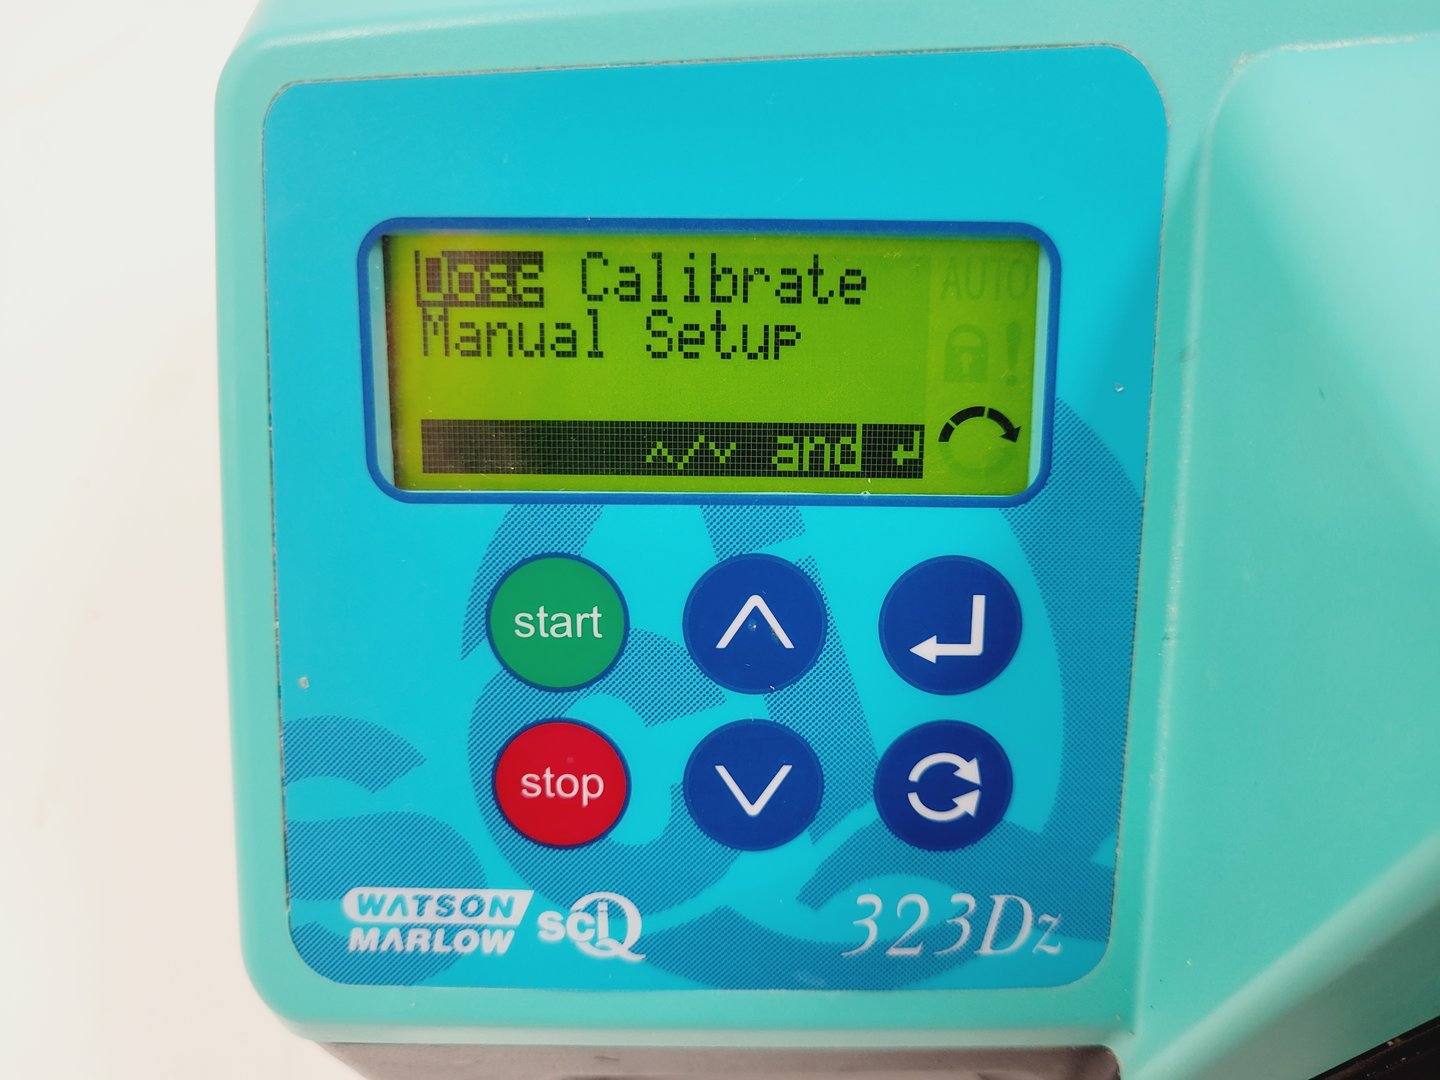 Dose Calibrate
Manual Setup
AUTO
!
∧/∨ and ↵
start
stop
WATSON
MARLOW
sciQ
323Dz